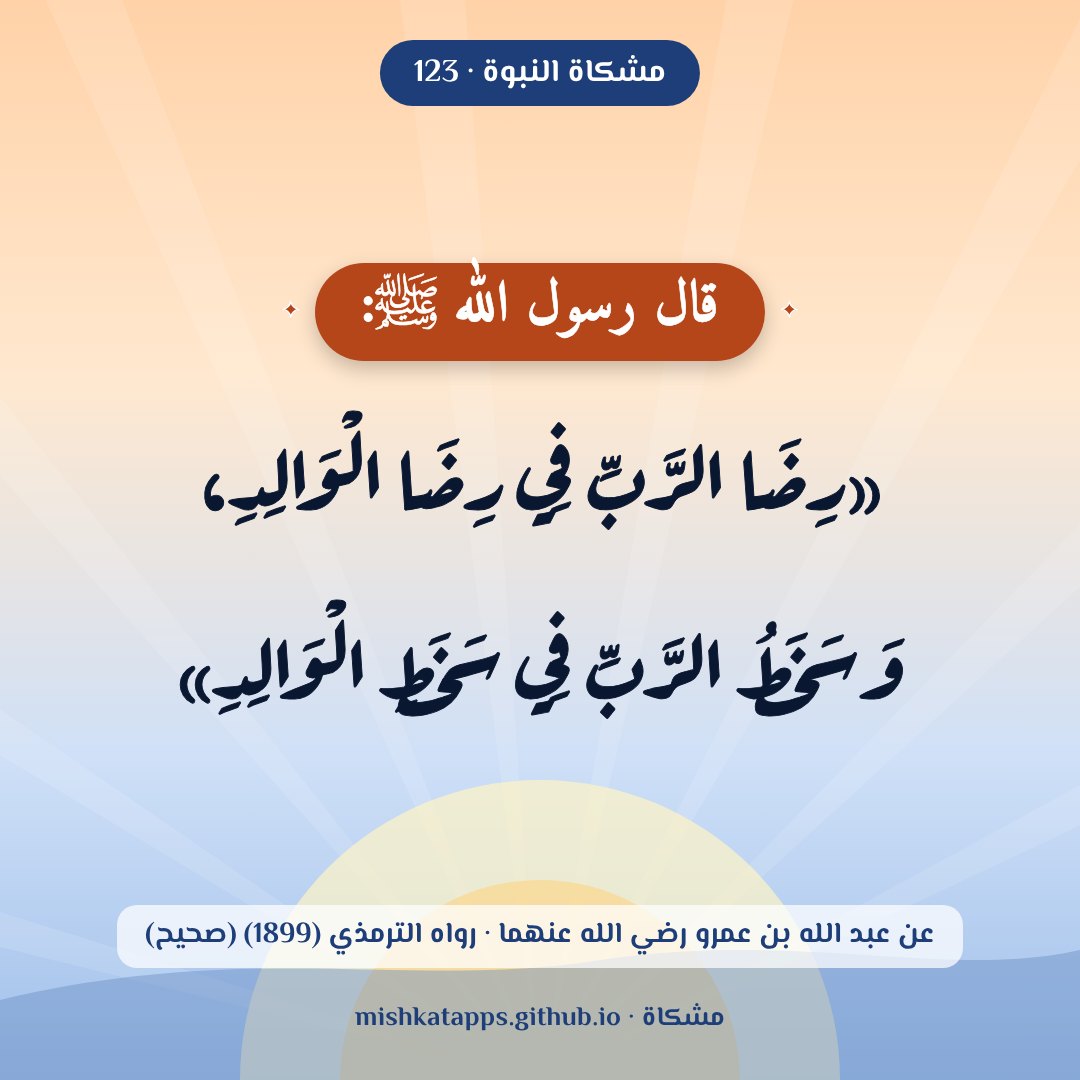 مشكاة النبوة · 123
قال رسول الله ﷺ:
«رِضَا الرَّبِّ فِي رِضَا الْوَالِدِ،
وَسَخَطُ الرَّبِّ فِي سَخَطِ الْوَالِدِ»
عن عبد الله بن عمرو رضي الله عنهما · رواه الترمذي (1899) (صحيح)
مشكاة · mishkatapps.github.io